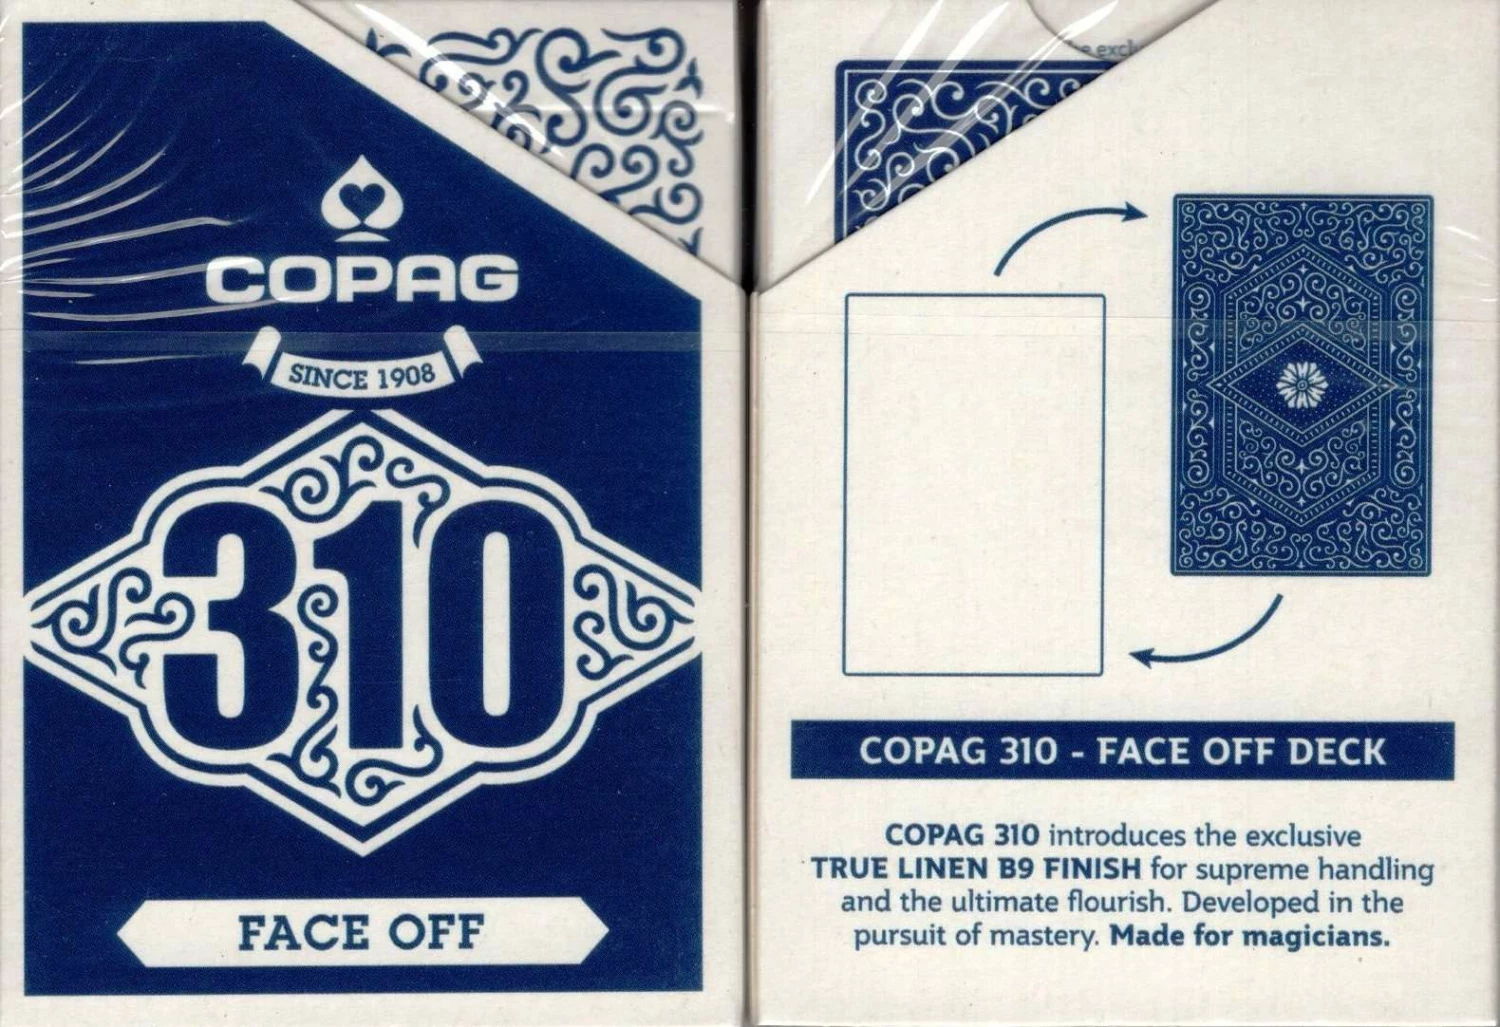 COPAG
SINCE 1908
310
FACE OFF
e exclu
COPAG 310 - FACE OFF DECK
COPAG 310 introduces the exclusive
TRUE LINEN B9 FINISH for supreme handling
and the ultimate flourish. Developed in the
pursuit of mastery. Made for magicians.